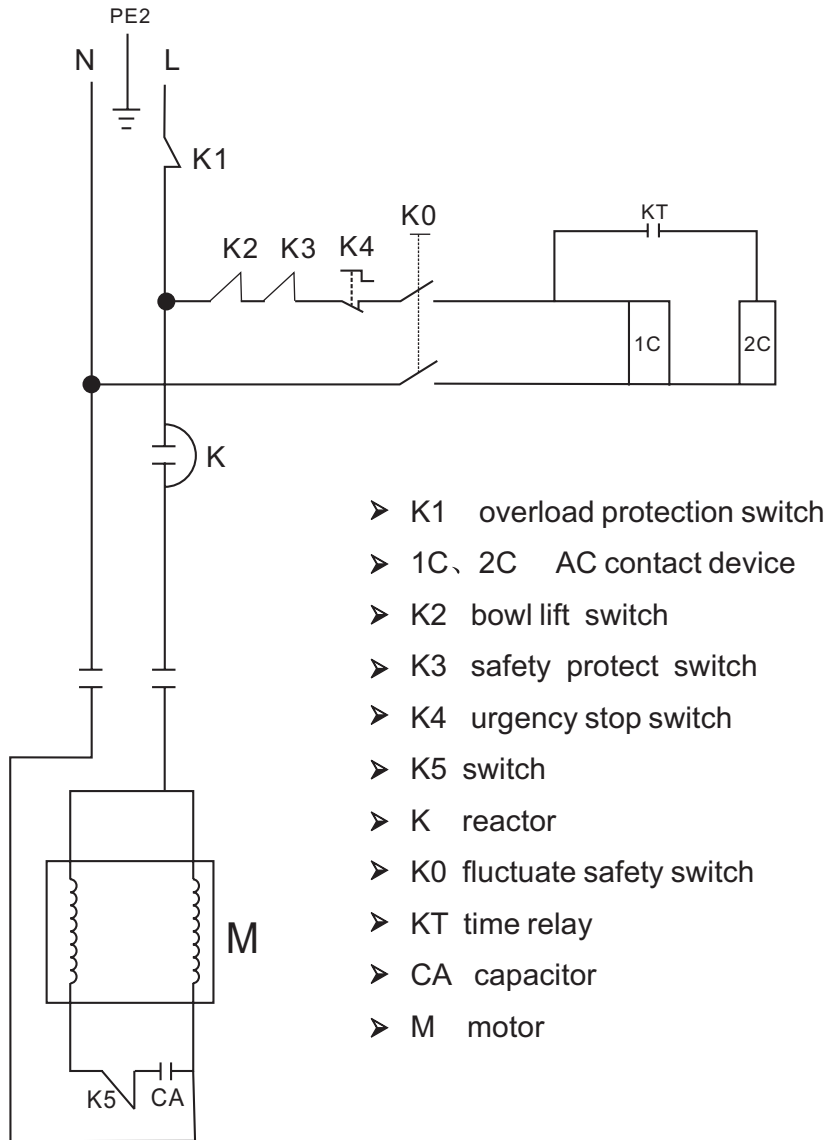 PE2
N L
K1
K0
KT
K2 K3 K4
1C 2C
K
➢ K1 overload protection switch
➢ 1C、2C AC contact device
➢ K2 bowl lift switch
➢ K3 safety protect switch
➢ K4 urgency stop switch
➢ K5 switch
➢ K reactor
➢ K0 fluctuate safety switch
➢ KT time relay
➢ CA capacitor
➢ M motor
M
K5 CA